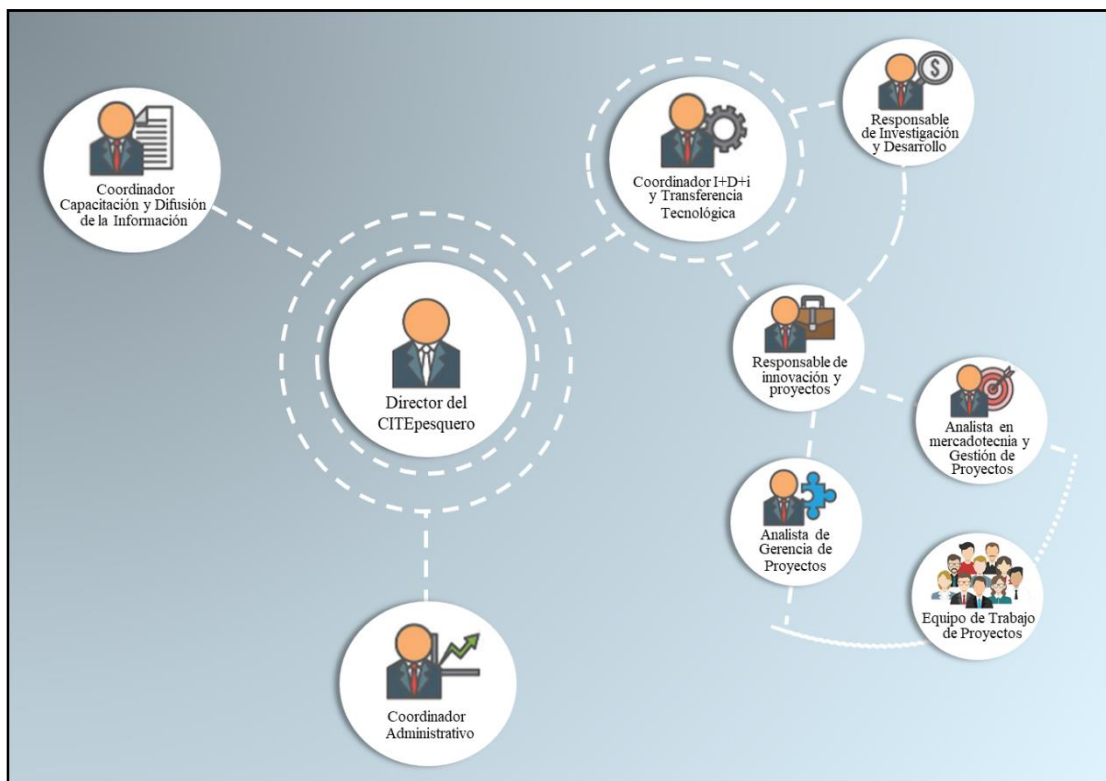 Coordinador
Capacitación y Difusión
de la Información
Coordinador I+D+i
y Transferencia
Tecnológica
$
Responsable
de Investigación
y Desarrollo
Director del
CITEpesquero
Responsable de
innovación y
proyectos
Analista en
mercadotecnia y
Gestión de
Proyectos
Analista de
Gerencia de
Proyectos
Equipo de Trabajo
de Proyectos
Coordinador
Administrativo